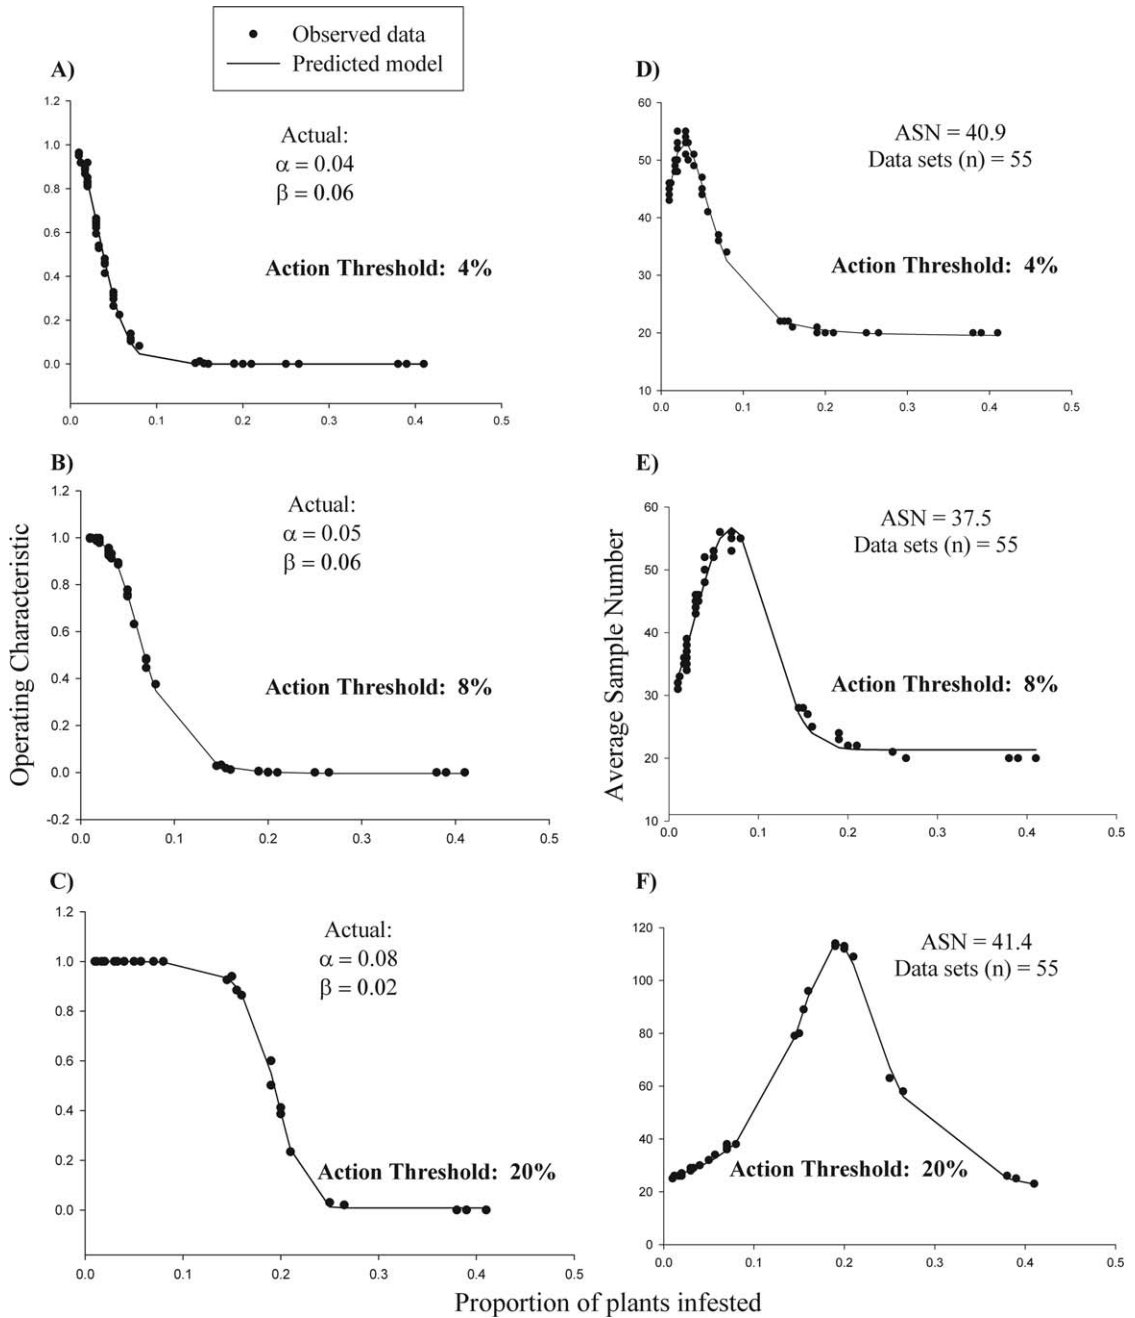 Observed data
Predicted model
A)
1.2
1.0
0.8
0.6
0.4
0.2
0.0
0.0 0.1 0.2 0.3 0.4 0.5
Actual:
α = 0.04
β = 0.06
Action Threshold: 4%
D)
60
50
40
30
20
10
0.0 0.1 0.2 0.3 0.4 0.5
ASN = 40.9
Data sets (n) = 55
Action Threshold: 4%
B)
1.2
1.0
0.8
0.6
0.4
0.2
0.0
-0.2
0.0 0.1 0.2 0.3 0.4 0.5
Actual:
α = 0.05
β = 0.06
Action Threshold: 8%
Operating Characteristic
E)
60
50
40
30
20
10
0.0 0.1 0.2 0.3 0.4 0.5
ASN = 37.5
Data sets (n) = 55
Action Threshold: 8%
Average Sample Number
C)
1.2
1.0
0.8
0.6
0.4
0.2
0.0
0.0 0.1 0.2 0.3 0.4 0.5
Actual:
α = 0.08
β = 0.02
Action Threshold: 20%
F)
120
100
80
60
40
20
0
0.0 0.1 0.2 0.3 0.4 0.5
ASN = 41.4
Data sets (n) = 55
Action Threshold: 20%
Proportion of plants infested